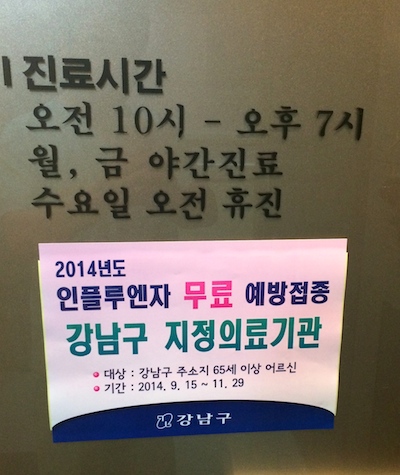 진료시간
오전 10시 - 오후 7시
월, 금 야간진료
수요일 오전 휴진
2014년도
인플루엔자 무료 예방접종
강남구 지정의료기관
• 대상 : 강남구 주소지 65세 이상 어르신
• 기간 : 2014. 9. 15 ~ 11. 29
강남구